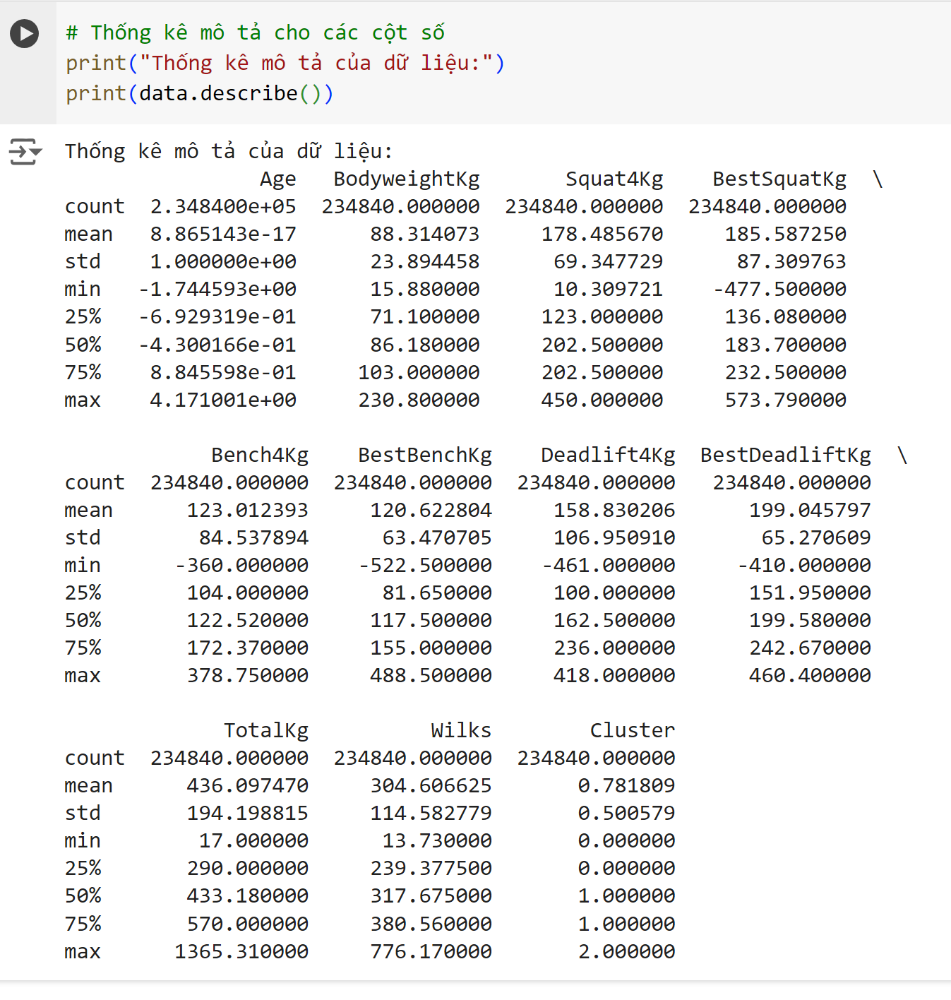 # Thống kê mô tả cho các cột số
print("Thống kê mô tả của dữ liệu:")
print(data.describe())
Thống kê mô tả của dữ liệu:
Age BodyweightKg Squat4Kg BestSquatKg \
count 2.348400e+05 234840.000000 234840.000000 234840.000000
mean 8.865143e-17 88.314073 178.485670 185.587250
std 1.000000e+00 23.894458 69.347729 87.309763
min -1.744593e+00 15.880000 10.309721 -477.500000
25% -6.929319e-01 71.100000 123.000000 136.080000
50% -4.300166e-01 86.180000 202.500000 183.700000
75% 8.845598e-01 103.000000 202.500000 232.500000
max 4.171001e+00 230.800000 450.000000 573.790000
Bench4Kg BestBenchKg Deadlift4Kg BestDeadliftKg \
count 234840.000000 234840.000000 234840.000000 234840.000000
mean 123.012393 120.622804 158.830206 199.045797
std 84.537894 63.470705 106.950910 65.270609
min -360.000000 -522.500000 -461.000000 -410.000000
25% 104.000000 81.650000 100.000000 151.950000
50% 122.520000 117.500000 162.500000 199.580000
75% 172.370000 155.000000 236.000000 242.670000
max 378.750000 488.500000 418.000000 460.400000
TotalKg Wilks Cluster
count 234840.000000 234840.000000 234840.000000
mean 436.097470 304.606625 0.781809
std 194.198815 114.582779 0.500579
min 17.000000 13.730000 0.000000
25% 290.000000 239.377500 0.000000
50% 433.180000 317.675000 1.000000
75% 570.000000 380.560000 1.000000
max 1365.310000 776.170000 2.000000